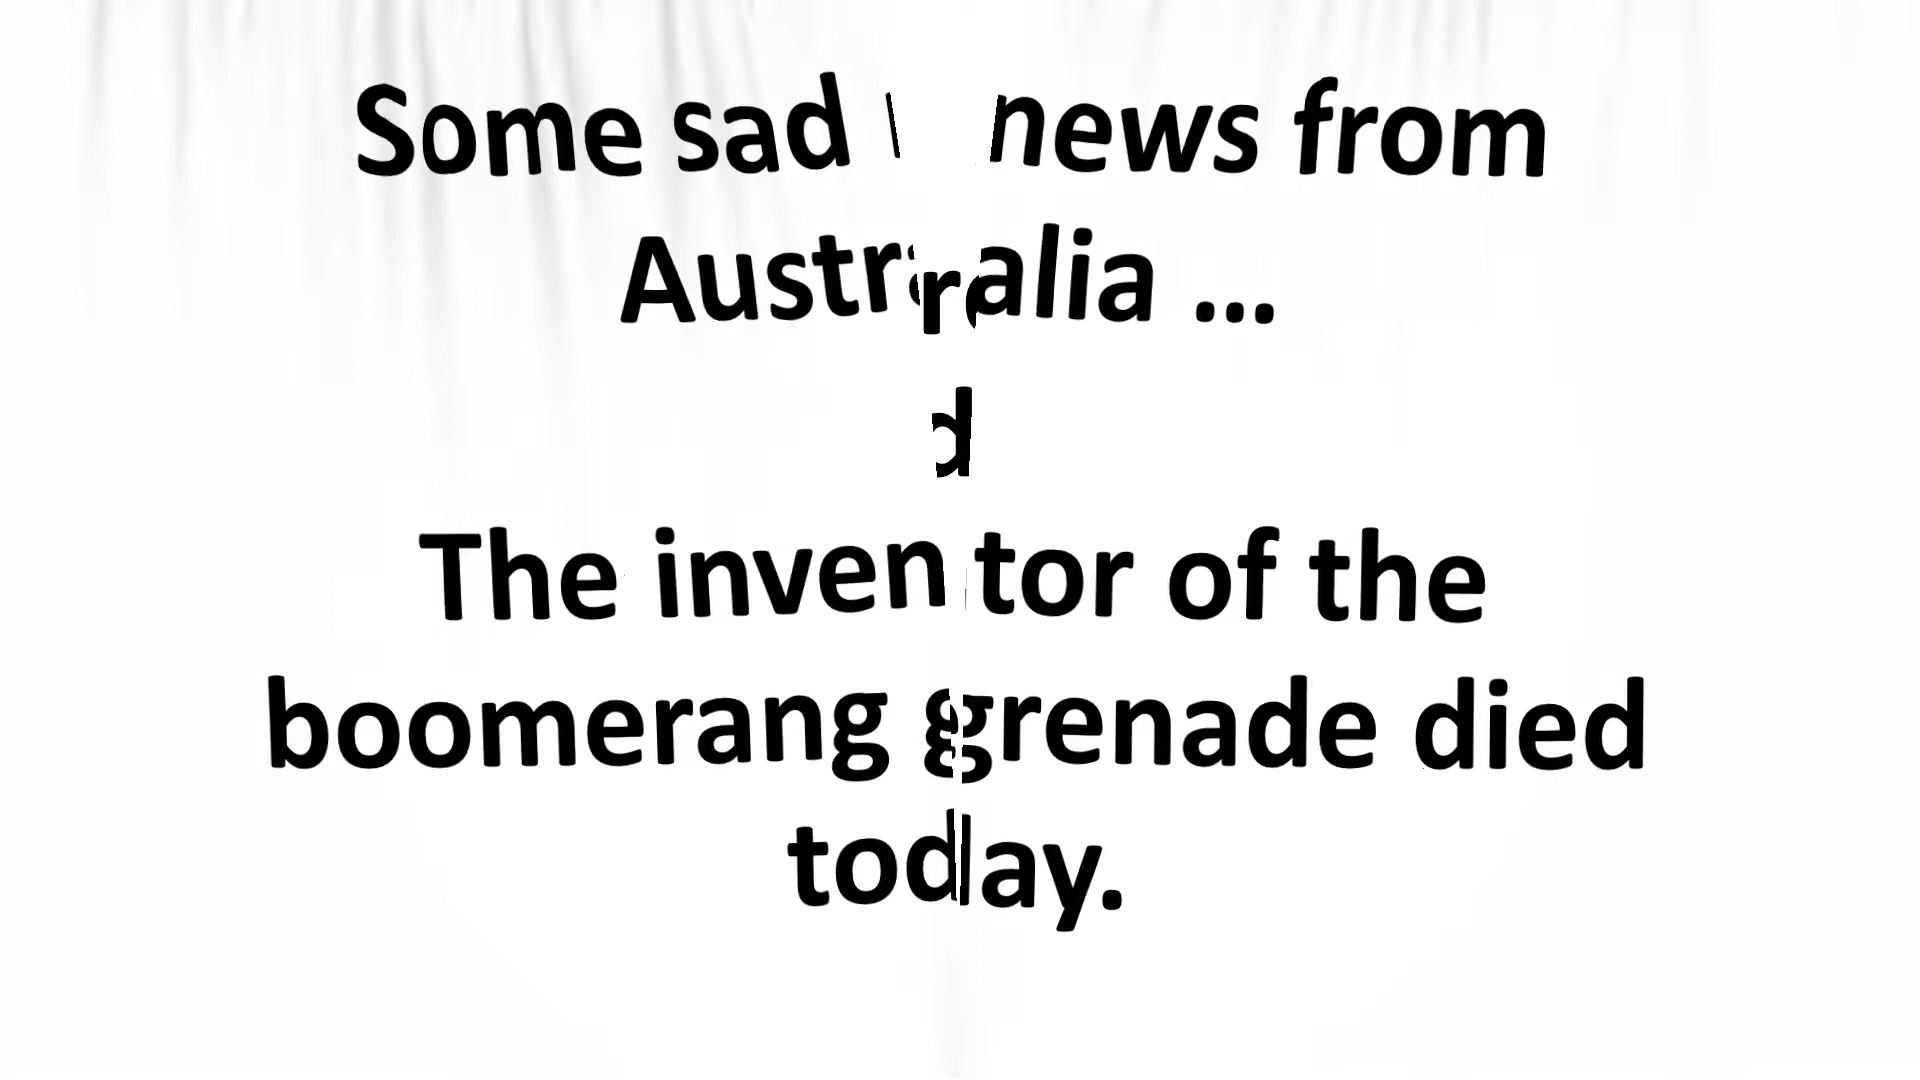 Some sad news from
Australia ...
d
The inventor of the
boomerang grenade died
today.